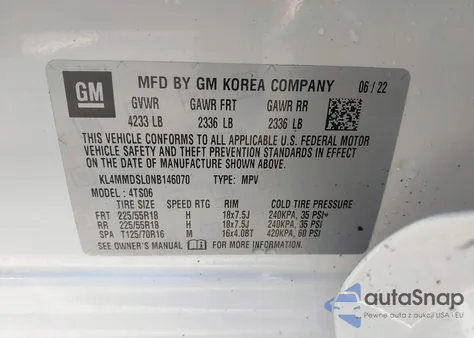 GM
MFD BY GM KOREA COMPANY 06/22
GVWR GAWR FRT GAWR RR
4233 LB 2336 LB 2336 LB
THIS VEHICLE CONFORMS TO ALL APPLICABLE U.S. FEDERAL MOTOR
VEHICLE SAFETY, BUMPER, AND THEFT PREVENTION STANDARDS IN
EFFECT ON THE DATE OF MANUFACTURE SHOWN ABOVE.
KL4MMDSL0NB146070 TYPE: MPV
MODEL: 4TS06
TIRE SIZE SPEED RTG RIM COLD TIRE PRESSURE
FRT 225/55R18 H 18x7.5J 240KPA, 35 PSI
RR 225/55R18 H 18x7.5J 240KPA, 35 PSI
SPA T125/70R16 M 16x4.0BT 420KPA, 60 PSI
SEE OWNER'S MANUAL FOR MORE INFORMATION.
autoSnap
Pewne auta z aukcji USA i EU